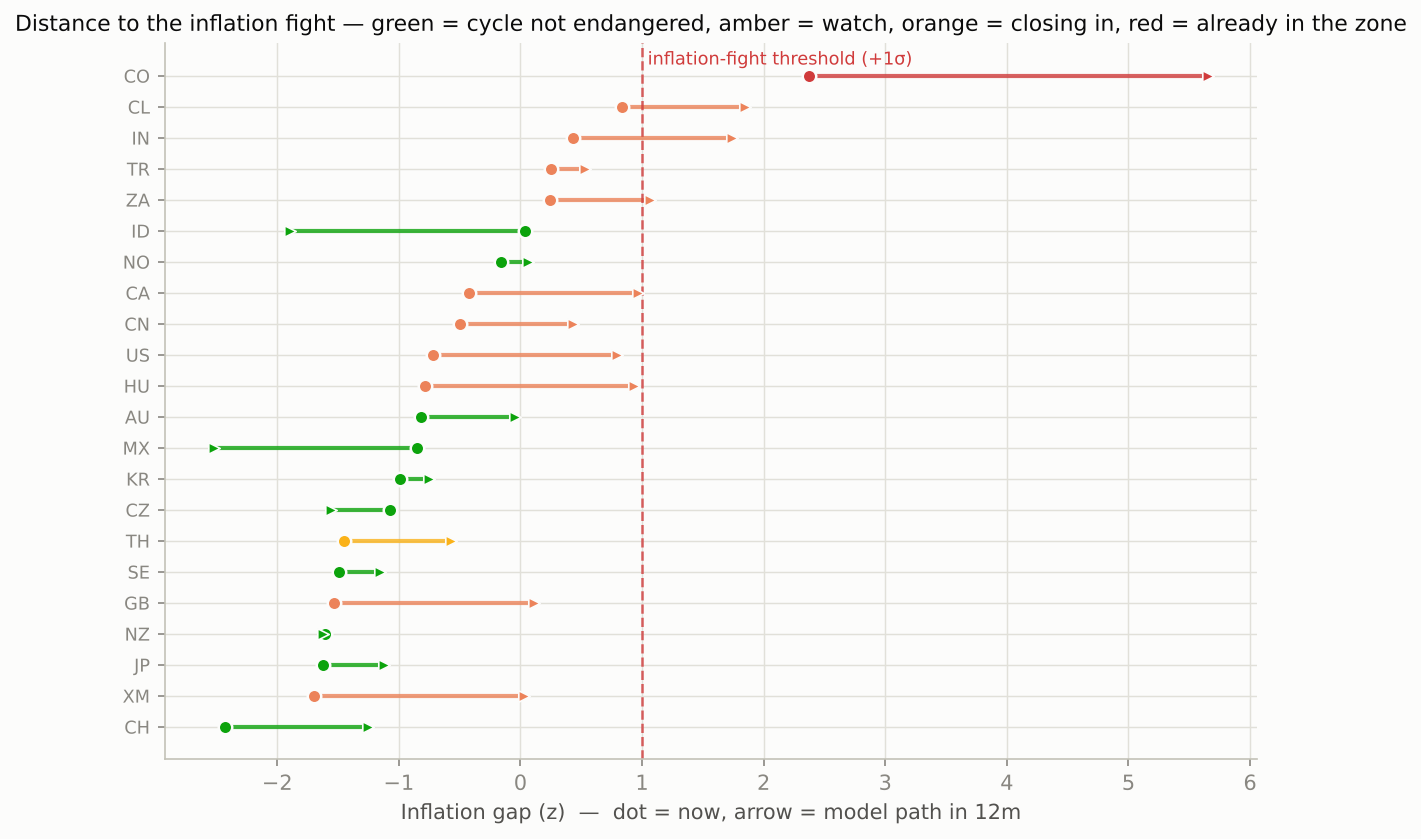 Distance to the inflation fight — green = cycle not endangered, amber = watch, orange = closing in, red = already in the zone
inflation-fight threshold (+1σ)
CO
CL
IN
TR
ZA
ID
NO
CA
CN
US
HU
AU
MX
KR
CZ
TH
SE
GB
NZ
JP
XM
CH
−2 −1 0 1 2 3 4 5 6
Inflation gap (z) — dot = now, arrow = model path in 12m